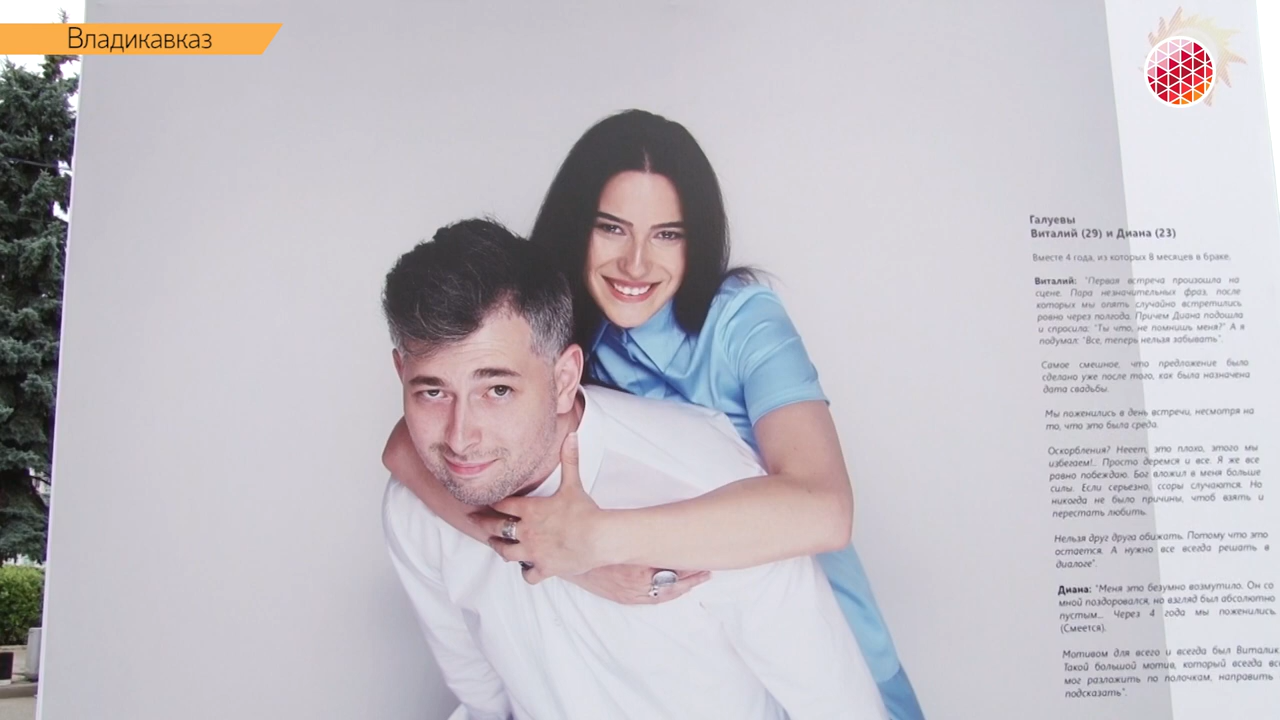 Владикавказ
Галуевы
Виталий (29) и Диана (23)
Вместе 4 года, из которых 8 месяцев в браке.
Виталий: "Первая встреча произошла на
сцене. Пара незначительных фраз, после
которых мы опять случайно встретились
ровно через полгода. Причем Диана подошла
и спросила: "Ты что, не помнишь меня?" А я
подумал: "Все, теперь нельзя забывать".
Самое смешное, что предложение было
сделано уже после того, как была назначена
дата свадьбы.
Мы поженились в день встречи, несмотря на
то, что это была среда.
Оскорбления? Нееет, это плохо, этого мы
избегаем!.. Просто деремся и все. Я же все
равно побеждаю. Бог вложил в меня больше
силы. Если серьезно, ссоры случаются. Но
никогда не было причины, чтоб взять и
перестать любить.
Нельзя друг друга обижать. Потому что это
остается. А нужно все всегда решать в
диалоге".
Диана: "Меня это безумно возмутило. Он со
мной поздоровался, но взгляд был абсолютно
пустым... Через 4 года мы поженились.
(Смеется).
Мотивом для всего и всегда был Виталик.
Такой большой мотив, который всегда все
мог разложить по полочкам, направить
подсказать".